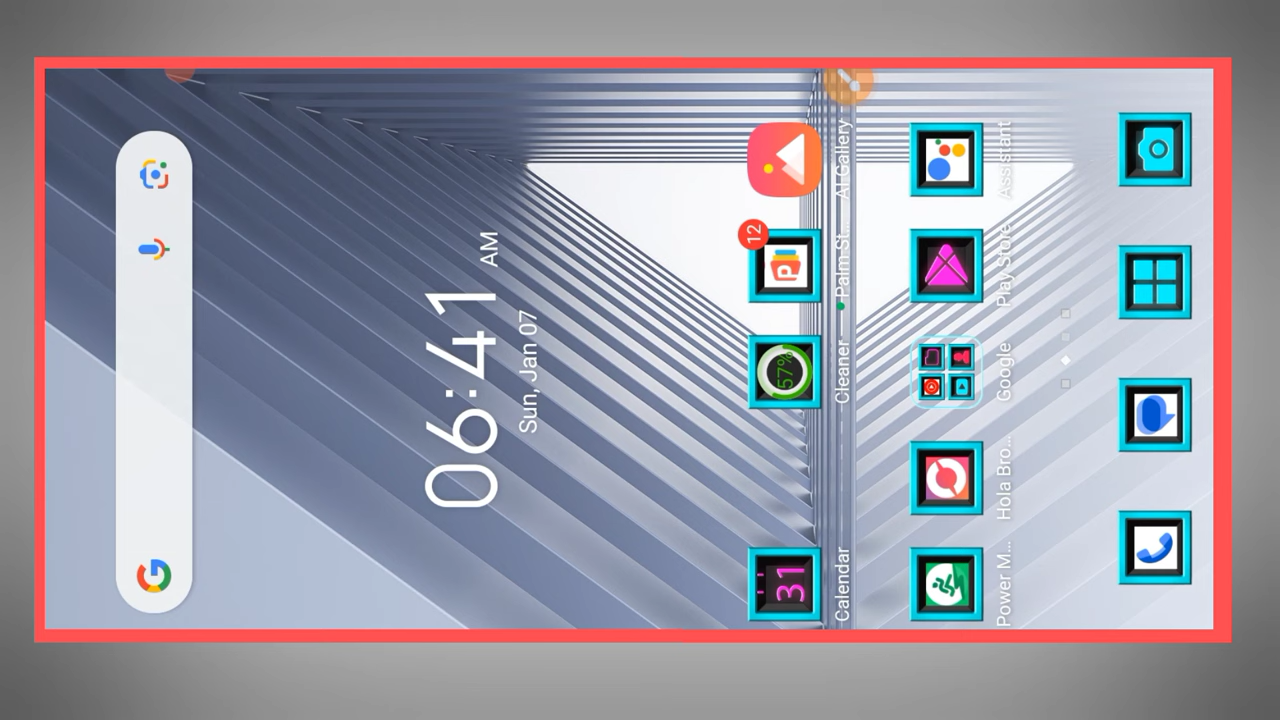 06:41
AM
Sun, Jan 07
31
Calendar
57%
Cleaner
12
P
Palm St...
AI Gallery
Power M...
Hola Bro...
Google
Play Store
Assistant